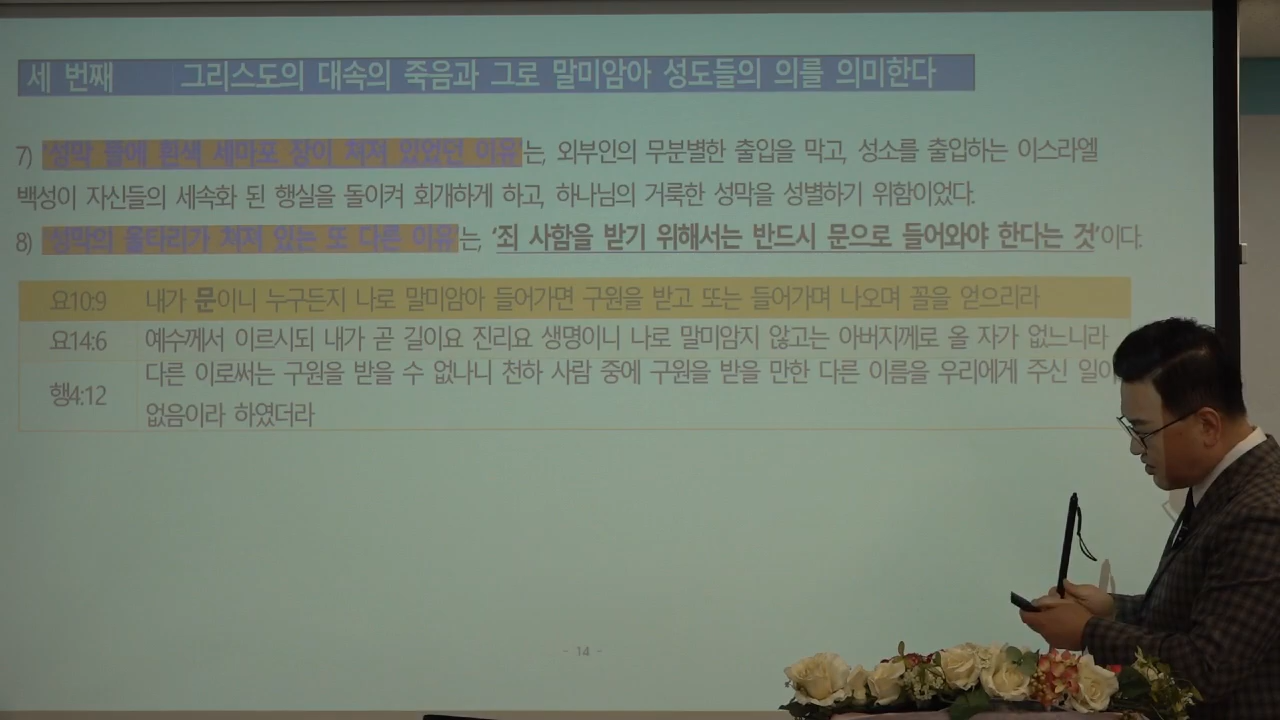 세 번째 그리스도의 대속의 죽음과 그로 말미암아 성도들의 의를 의미한다
7) '성막 뜰에 흰색 세마포 장이 쳐져 있었던 이유'는, 외부인의 무분별한 출입을 막고, 성소를 출입하는 이스라엘
백성이 자신들의 세속화 된 행실을 돌이켜 회개하게 하고, 하나님의 거룩한 성막을 성별하기 위함이었다.
8) '성막의 울타리가 쳐져 있는 또 다른 이유'는, '죄 사함을 받기 위해서는 반드시 문으로 들어와야 한다는 것'이다.
요10:9 내가 문이니 누구든지 나로 말미암아 들어가면 구원을 받고 또는 들어가며 나오며 꼴을 얻으리라
요14:6 예수께서 이르시되 내가 곧 길이요 진리요 생명이니 나로 말미암지 않고는 아버지께로 올 자가 없느니라
행4:12 다른 이로써는 구원을 받을 수 없나니 천하 사람 중에 구원을 받을 만한 다른 이름을 우리에게 주신 일이
없음이라 하였더라
- 14 -